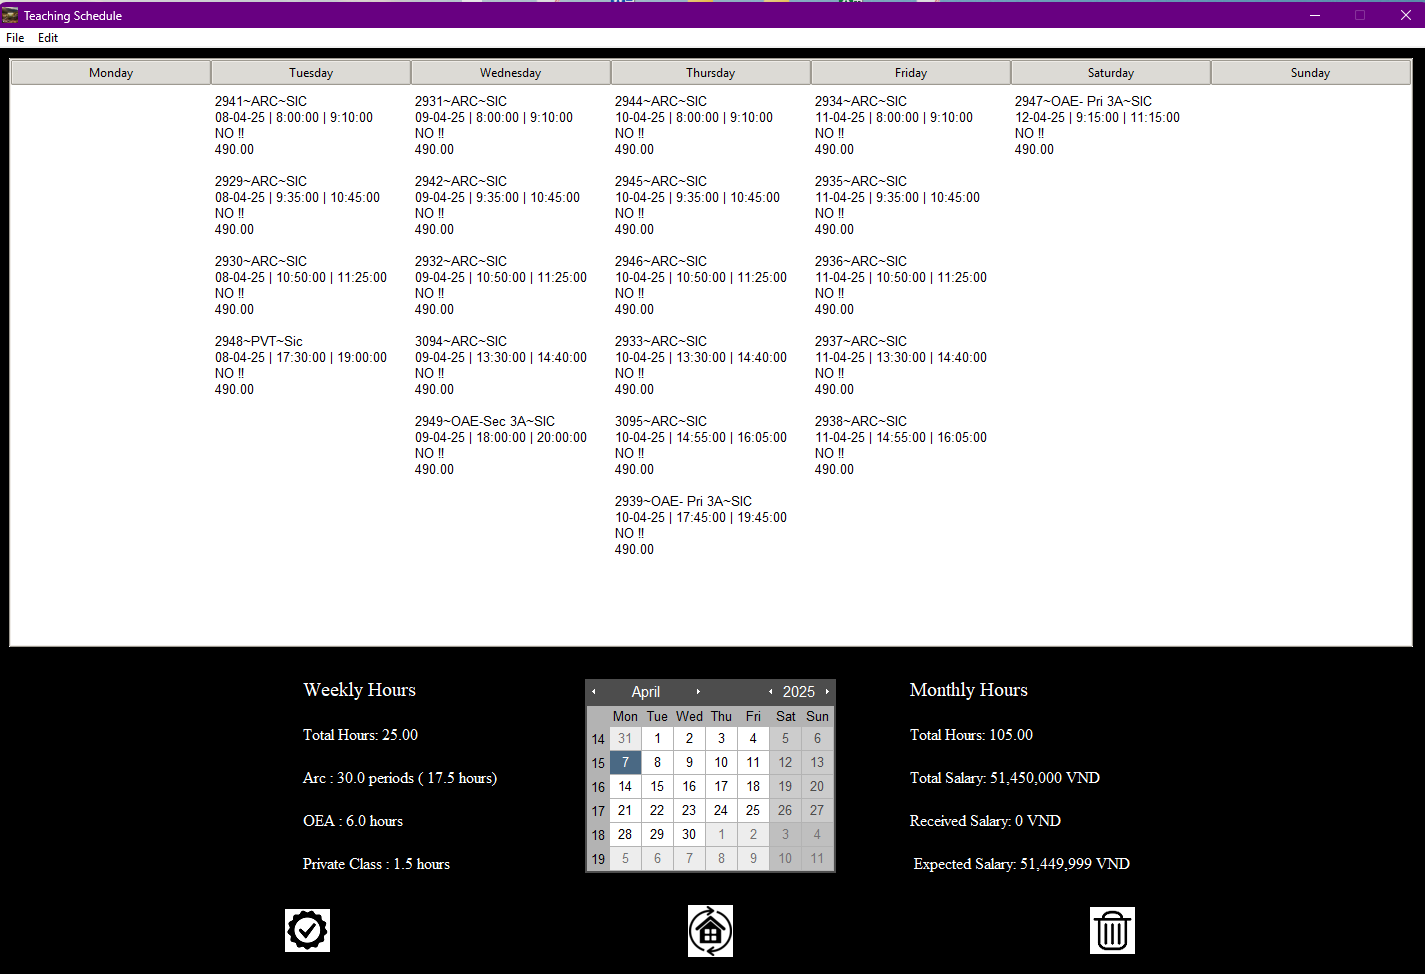 Teaching Schedule
File Edit
Monday Tuesday Wednesday Thursday Friday Saturday Sunday
2941~ARC~SIC
08-04-25 | 8:00:00 | 9:10:00
NO !!
490.00
2929~ARC~SIC
08-04-25 | 9:35:00 | 10:45:00
NO !!
490.00
2930~ARC~SIC
08-04-25 | 10:50:00 | 11:25:00
NO !!
490.00
2948~PVT~Sic
08-04-25 | 17:30:00 | 19:00:00
NO !!
490.00
2931~ARC~SIC
09-04-25 | 8:00:00 | 9:10:00
NO !!
490.00
2942~ARC~SIC
09-04-25 | 9:35:00 | 10:45:00
NO !!
490.00
2932~ARC~SIC
09-04-25 | 10:50:00 | 11:25:00
NO !!
490.00
3094~ARC~SIC
09-04-25 | 13:30:00 | 14:40:00
NO !!
490.00
2949~OAE-Sec 3A~SIC
09-04-25 | 18:00:00 | 20:00:00
NO !!
490.00
2944~ARC~SIC
10-04-25 | 8:00:00 | 9:10:00
NO !!
490.00
2945~ARC~SIC
10-04-25 | 9:35:00 | 10:45:00
NO !!
490.00
2946~ARC~SIC
10-04-25 | 10:50:00 | 11:25:00
NO !!
490.00
2933~ARC~SIC
10-04-25 | 13:30:00 | 14:40:00
NO !!
490.00
3095~ARC~SIC
10-04-25 | 14:55:00 | 16:05:00
NO !!
490.00
2939~OAE- Pri 3A~SIC
10-04-25 | 17:45:00 | 19:45:00
NO !!
490.00
2934~ARC~SIC
11-04-25 | 8:00:00 | 9:10:00
NO !!
490.00
2935~ARC~SIC
11-04-25 | 9:35:00 | 10:45:00
NO !!
490.00
2936~ARC~SIC
11-04-25 | 10:50:00 | 11:25:00
NO !!
490.00
2937~ARC~SIC
11-04-25 | 13:30:00 | 14:40:00
NO !!
490.00
2938~ARC~SIC
11-04-25 | 14:55:00 | 16:05:00
NO !!
490.00
2947~OAE- Pri 3A~SIC
12-04-25 | 9:15:00 | 11:15:00
NO !!
490.00
Weekly Hours
Total Hours: 25.00
Arc : 30.0 periods ( 17.5 hours)
OEA : 6.0 hours
Private Class : 1.5 hours
April 2025
Mon Tue Wed Thu Fri Sat Sun
14 31 1 2 3 4 5 6
15 7 8 9 10 11 12 13
16 14 15 16 17 18 19 20
17 21 22 23 24 25 26 27
18 28 29 30 1 2 3 4
19 5 6 7 8 9 10 11
Monthly Hours
Total Hours: 105.00
Total Salary: 51,450,000 VND
Received Salary: 0 VND
Expected Salary: 51,449,999 VND